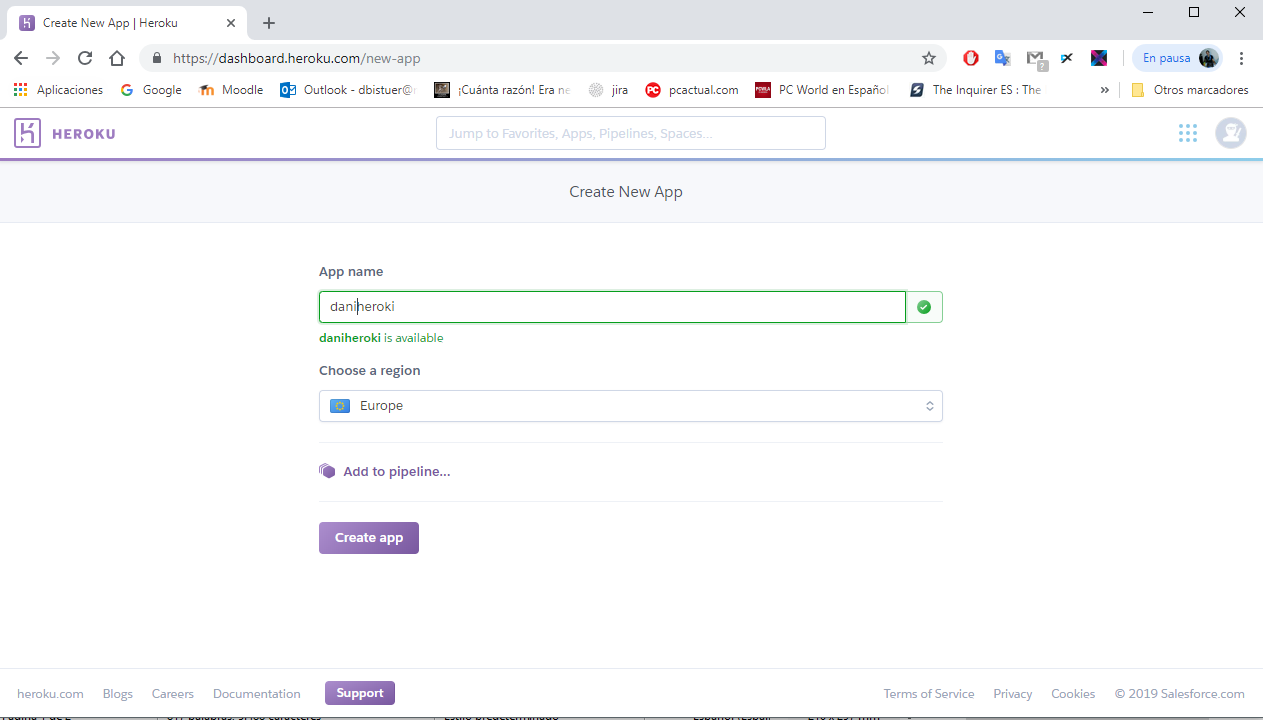 Create New App | Heroku
https://dashboard.heroku.com/new-app
En pausa
Aplicaciones Google Moodle Outlook - dbistuer@ ¡Cuánta razón! Era ne jira pcactual.com PC World en Español The Inquirer ES : The » Otros marcadores
HEROKU
Jump to Favorites, Apps, Pipelines, Spaces...
Create New App
App name
daniheroki
daniheroki is available
Choose a region
Europe
Add to pipeline...
Create app
heroku.com Blogs Careers Documentation Support Terms of Service Privacy Cookies © 2019 Salesforce.com